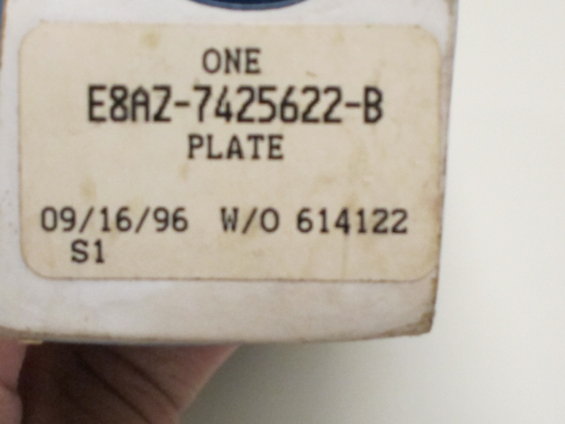 ONE
E8AZ-7425622-B
PLATE
09/16/96 W/O 614122
S1